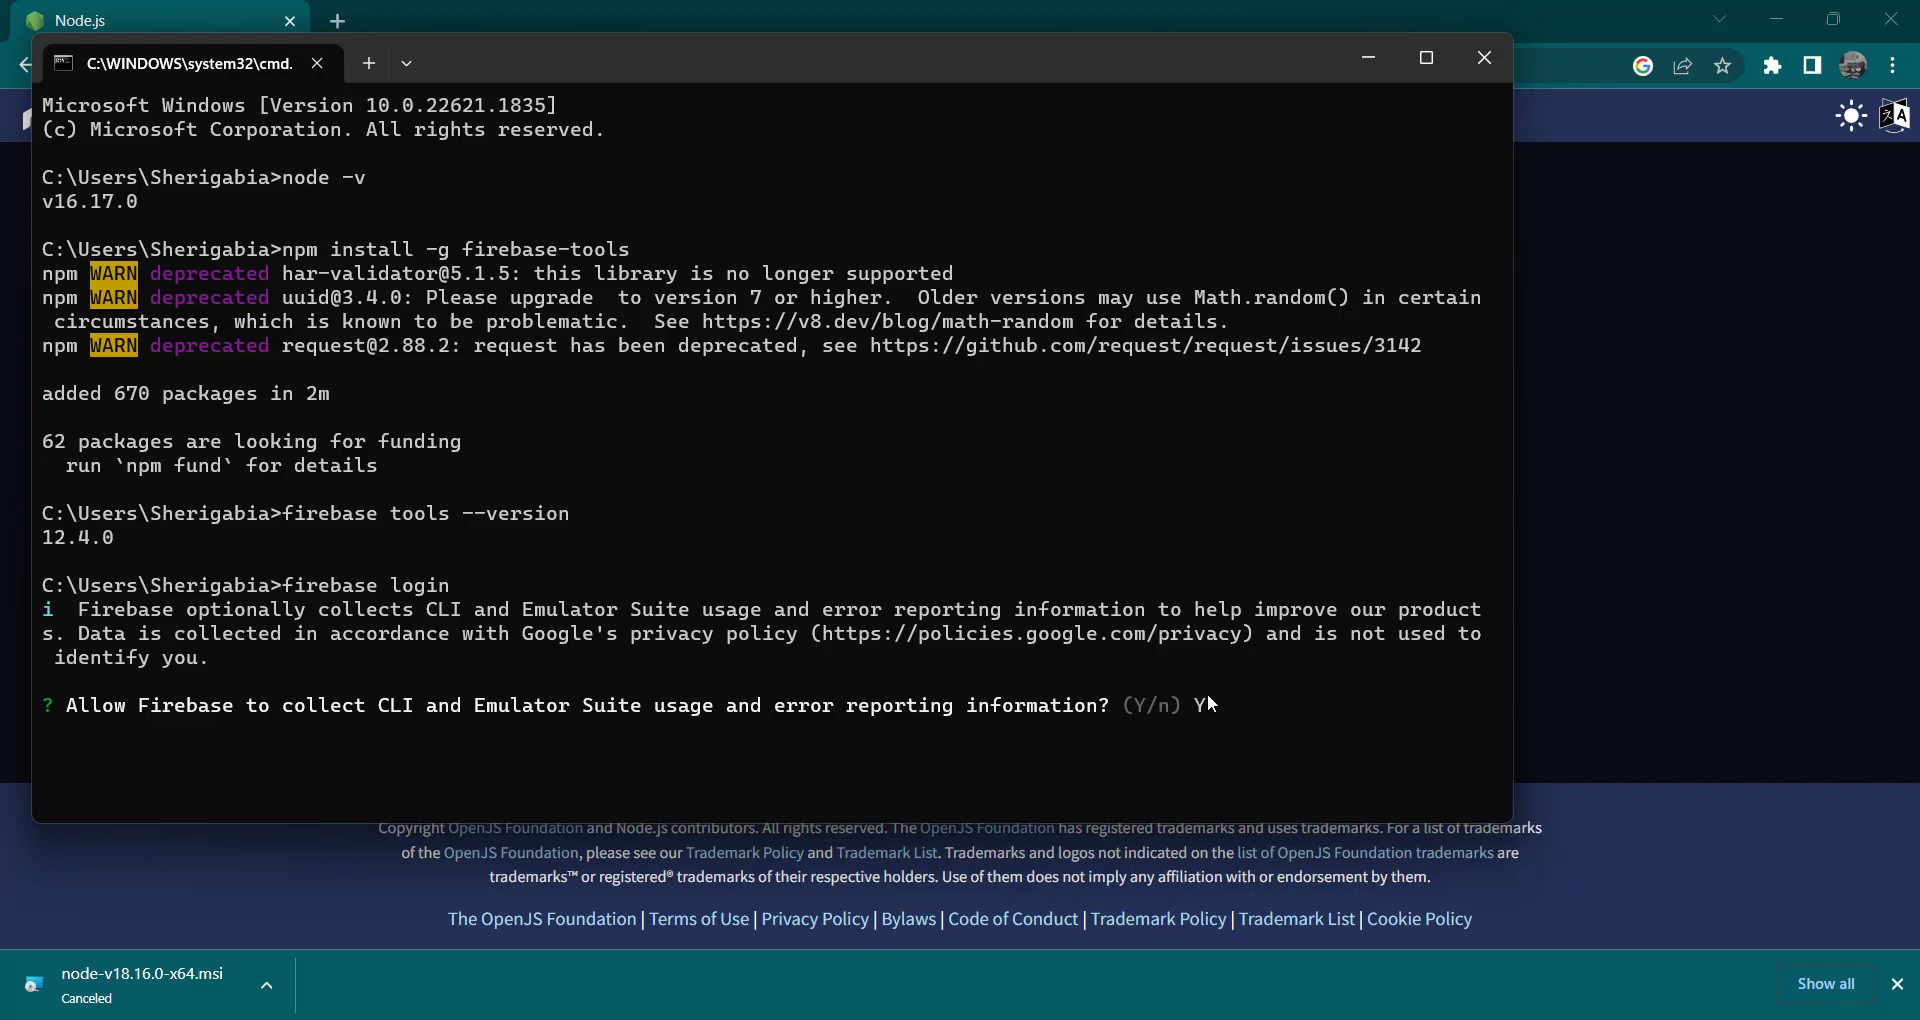 Node.js
C:\WINDOWS\system32\cmd.
Microsoft Windows [Version 10.0.22621.1835]
(c) Microsoft Corporation. All rights reserved.
C:\Users\Sherigabia>node -v
v16.17.0
C:\Users\Sherigabia>npm install -g firebase-tools
npm WARN deprecated har-validator@5.1.5: this library is no longer supported
npm WARN deprecated uuid@3.4.0: Please upgrade  to version 7 or higher.  Older versions may use Math.random() in certain
 circumstances, which is known to be problematic.  See https://v8.dev/blog/math-random for details.
npm WARN deprecated request@2.88.2: request has been deprecated, see https://github.com/request/request/issues/3142
added 670 packages in 2m
62 packages are looking for funding
  run `npm fund` for details
C:\Users\Sherigabia>firebase tools --version
12.4.0
C:\Users\Sherigabia>firebase login
i  Firebase optionally collects CLI and Emulator Suite usage and error reporting information to help improve our product
s. Data is collected in accordance with Google's privacy policy (https://policies.google.com/privacy) and is not used to
 identify you.
? Allow Firebase to collect CLI and Emulator Suite usage and error reporting information? (Y/n) Y
Copyright OpenJS Foundation and Node.js contributors. All rights reserved. The OpenJS Foundation has registered trademarks and uses trademarks. For a list of trademarks
of the OpenJS Foundation, please see our Trademark Policy and Trademark List. Trademarks and logos not indicated on the list of OpenJS Foundation trademarks are
trademarks™ or registered® trademarks of their respective holders. Use of them does not imply any affiliation with or endorsement by them.
The OpenJS Foundation | Terms of Use | Privacy Policy | Bylaws | Code of Conduct | Trademark Policy | Trademark List | Cookie Policy
node-v18.16.0-x64.msi
Canceled
Show all